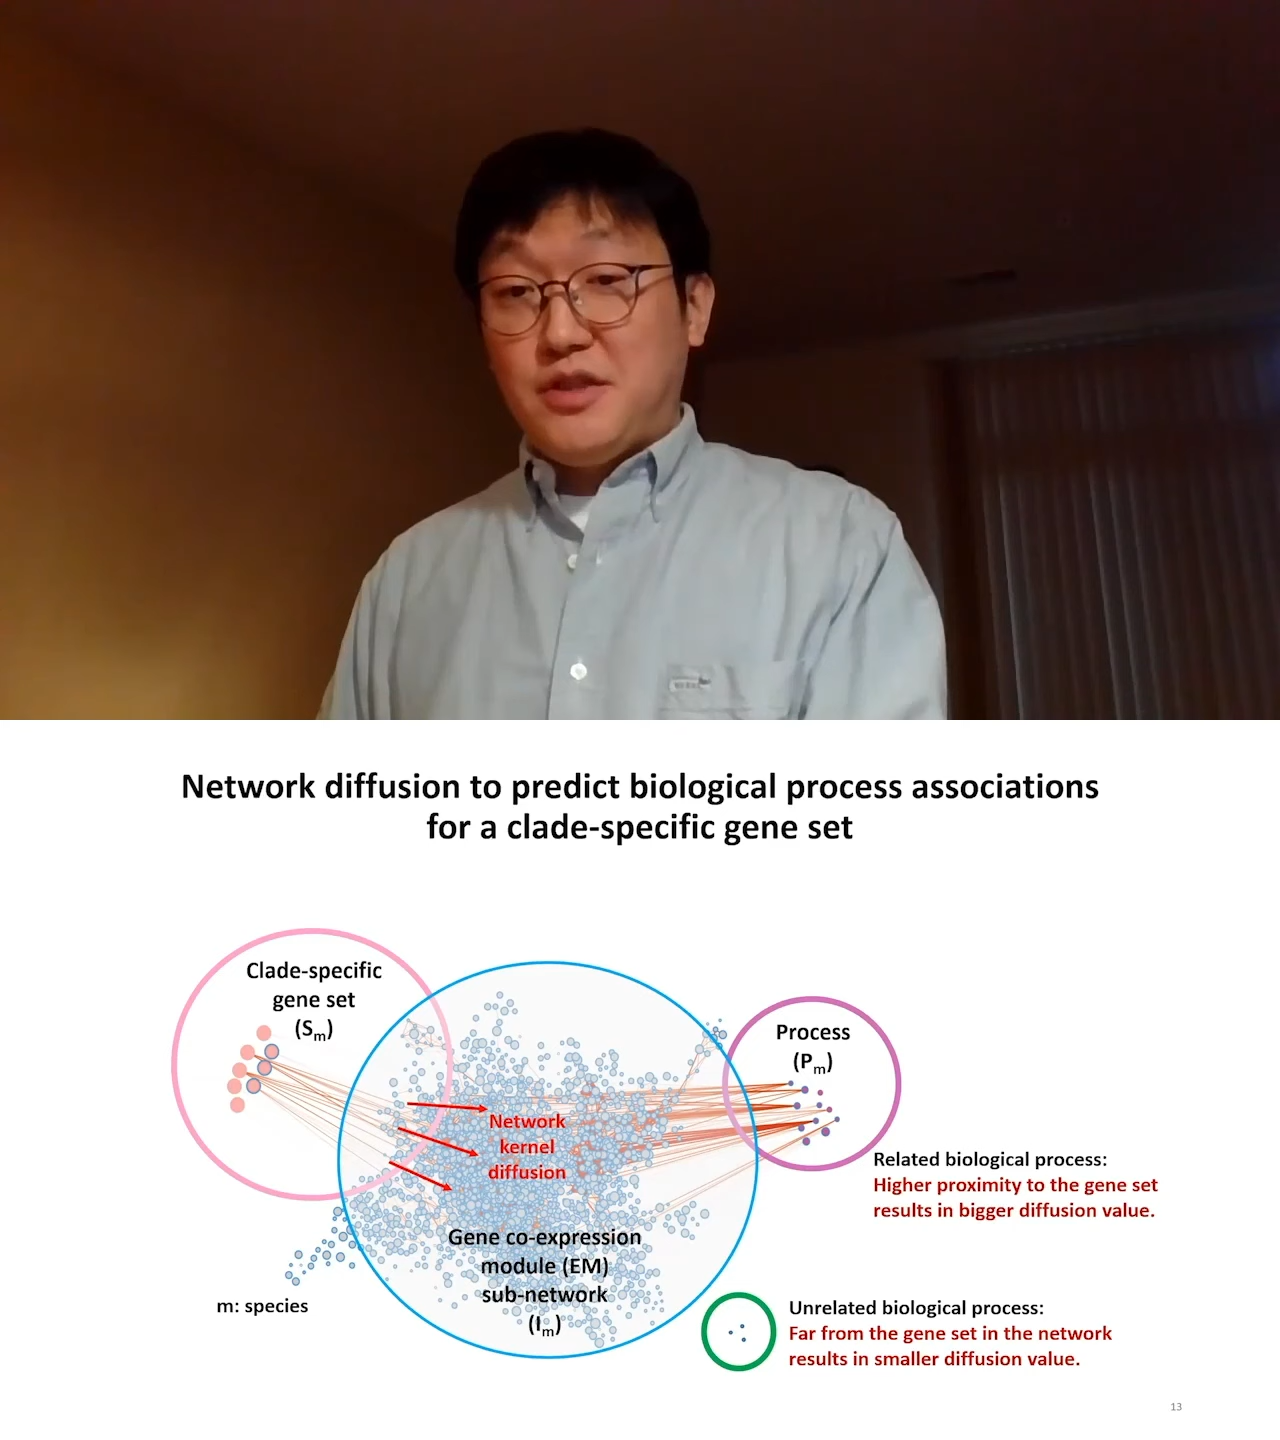 Network diffusion to predict biological process associations
for a clade-specific gene set
Clade-specific
gene set
(Sm)
Process
(Pm)
Network
kernel
diffusion
Related biological process:
Higher proximity to the gene set
results in bigger diffusion value.
Gene co-expression
module (EM)
sub-network
(Im)
m: species
Unrelated biological process:
Far from the gene set in the network
results in smaller diffusion value.
13